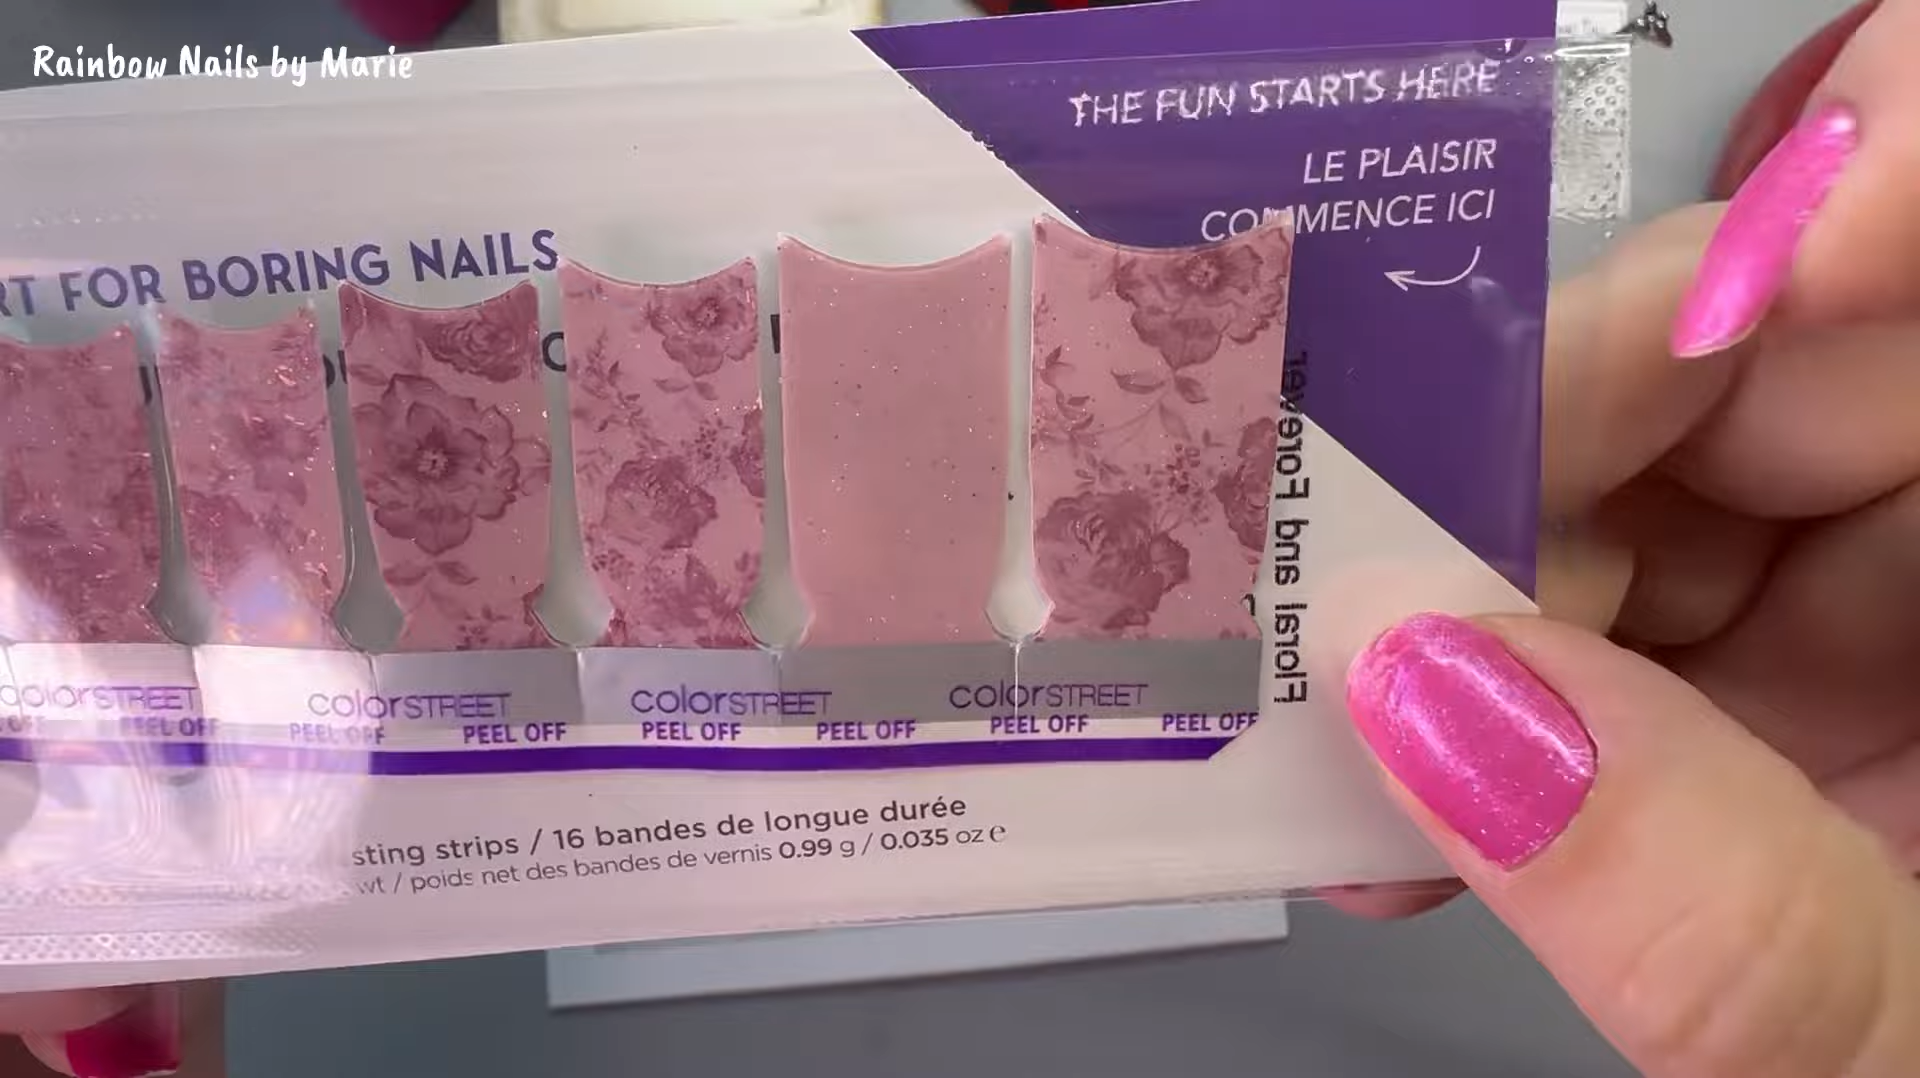 Rainbow Nails by Marie
THE FUN STARTS HERE
LE PLAISIR
COMMENCE ICI
FOR BORING NAILS
Floral and Forever
colorSTREET colorSTREET colorSTREET colorSTREET
PEEL OFF PEEL OFF PEEL OFF PEEL OFF PEEL OFF PEEL OFF PEEL OFF
sting strips / 16 bandes de longue durée
wt / poids net des bandes de vernis 0.99 g / 0.035 oz e